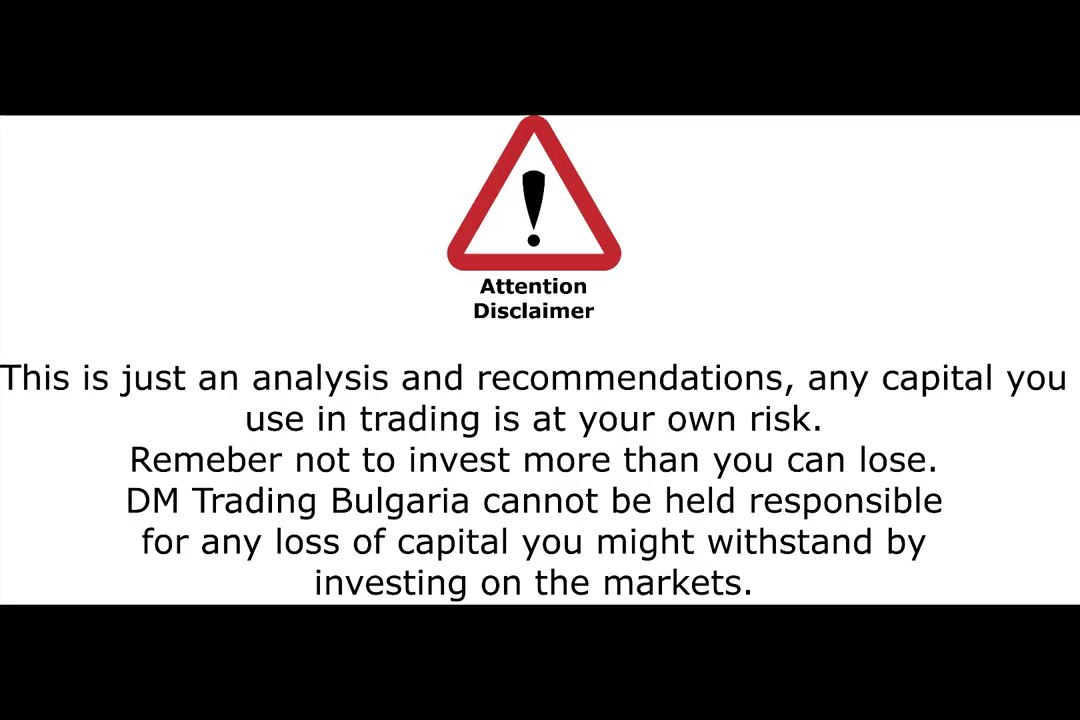 !
Attention
Disclaimer
This is just an analysis and recommendations, any capital you
use in trading is at your own risk.
Remeber not to invest more than you can lose.
DM Trading Bulgaria cannot be held responsible
for any loss of capital you might withstand by
investing on the markets.